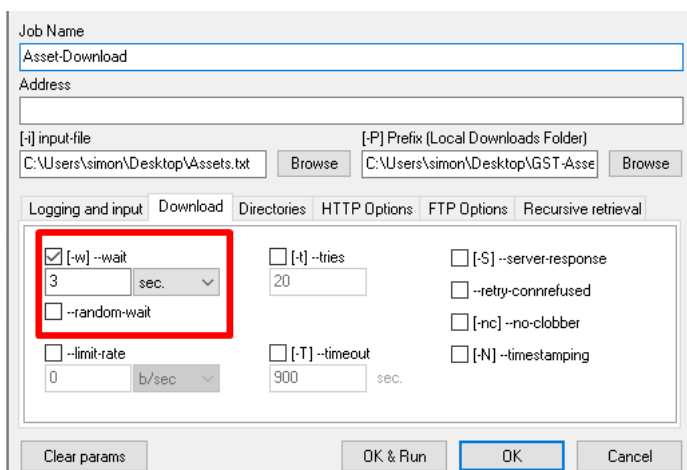 Job Name
Asset-Download
Address
[-i] input-file [-P] Prefix (Local Downloads Folder)
C:\Users\simon\Desktop\Assets.txt Browse C:\Users\simon\Desktop\GST-Asse Browse
Logging and input Download Directories HTTP Options FTP Options Recursive retrieval
[-w] --wait [-t] --tries [-S] --server-response
3 sec. 20 --retry-connrefused
--random-wait [-nc] --no-clobber
--limit-rate [-T] --timeout [-N] --timestamping
0 b/sec 900 sec.
Clear params OK & Run OK Cancel